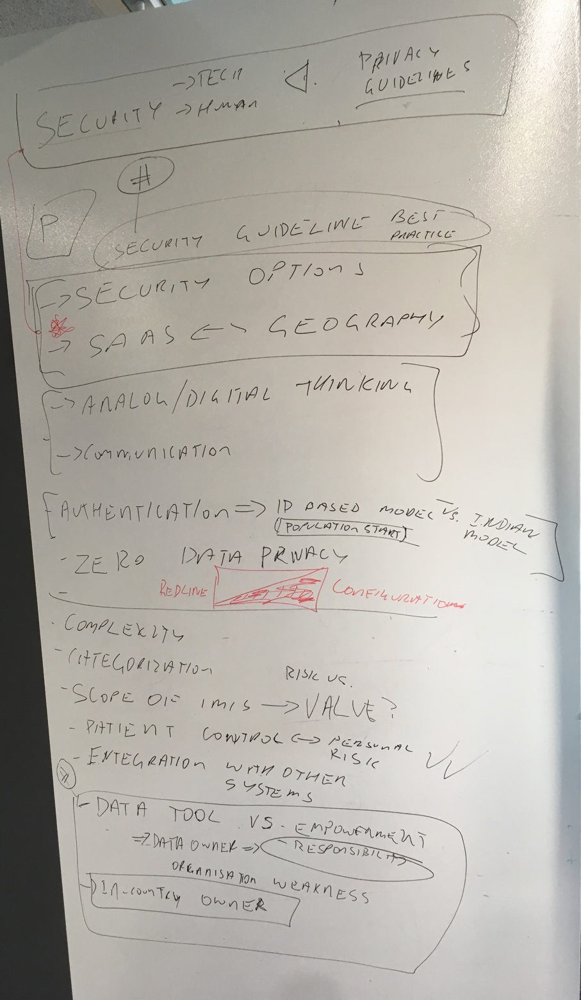 →TECH
PRIVACY
GUIDELINES
SECURITY →HUMAN
#
P
SECURITY GUIDELINE BEST
PRACTICE
→SECURITY OPTIONS
→ SAAS <-> GEOGRAPHY
→ANALOG/DIGITAL THINKING
→COMMUNICATION
AUTHENTICATION => ID BASED MODEL VS. INDIAN
MODEL
(POPULATION START)
- ZERO DATA PRIVACY
REDLINE CONFIGURATION
- COMPLEXITY
- CATEGORIZATION
RISK VS.
- SCOPE OF IMIS → VALUE?
- PATIENT CONTROL <-> PERSONAL
RISK
- ENTEGRATION WITH OTHER
SYSTEMS
- DATA TOOL VS. EMPOWERMENT
=> DATA OWNER => - RESPONSIBILITY
ORGANISATION WEAKNESS
→ IN-COUNTRY OWNER